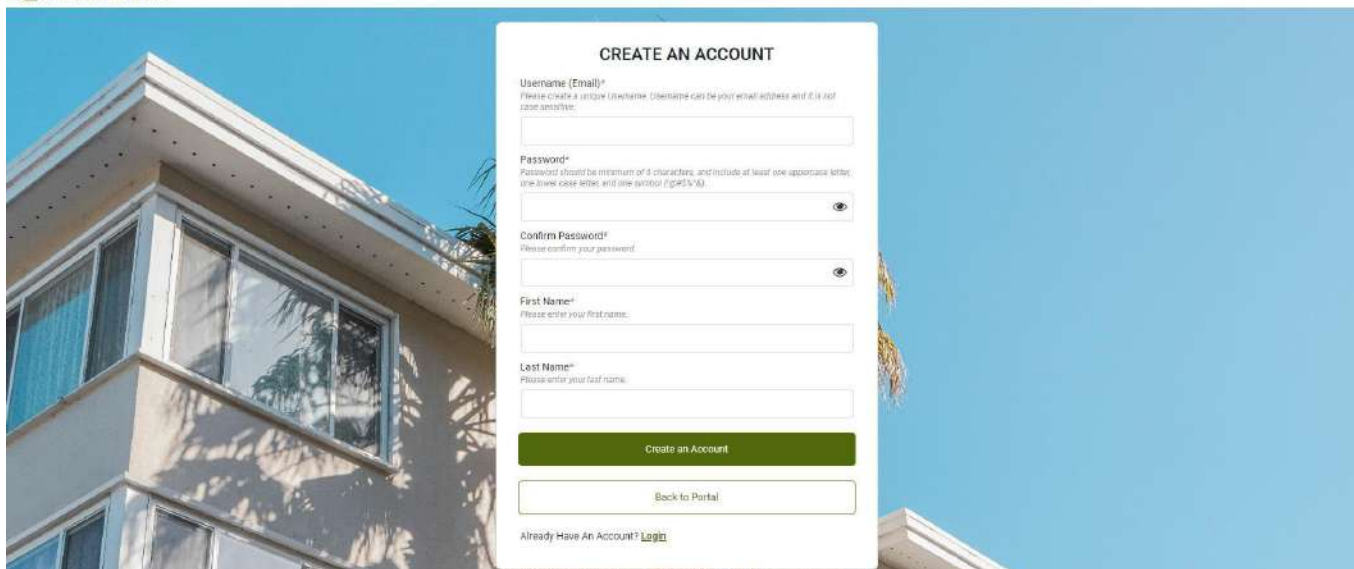 CREATE AN ACCOUNT
Username (Email)*
Please create a unique Username. Username can be your email address and it is not
case sensitive.
Password*
Password should be minimum of 8 characters, and include at least one uppercase letter,
one lower case letter, and one symbol (!@#$%^&).
Confirm Password*
Please confirm your password.
First Name*
Please enter your first name.
Last Name*
Please enter your last name.
Create an Account
Back to Portal
Already Have An Account? Login